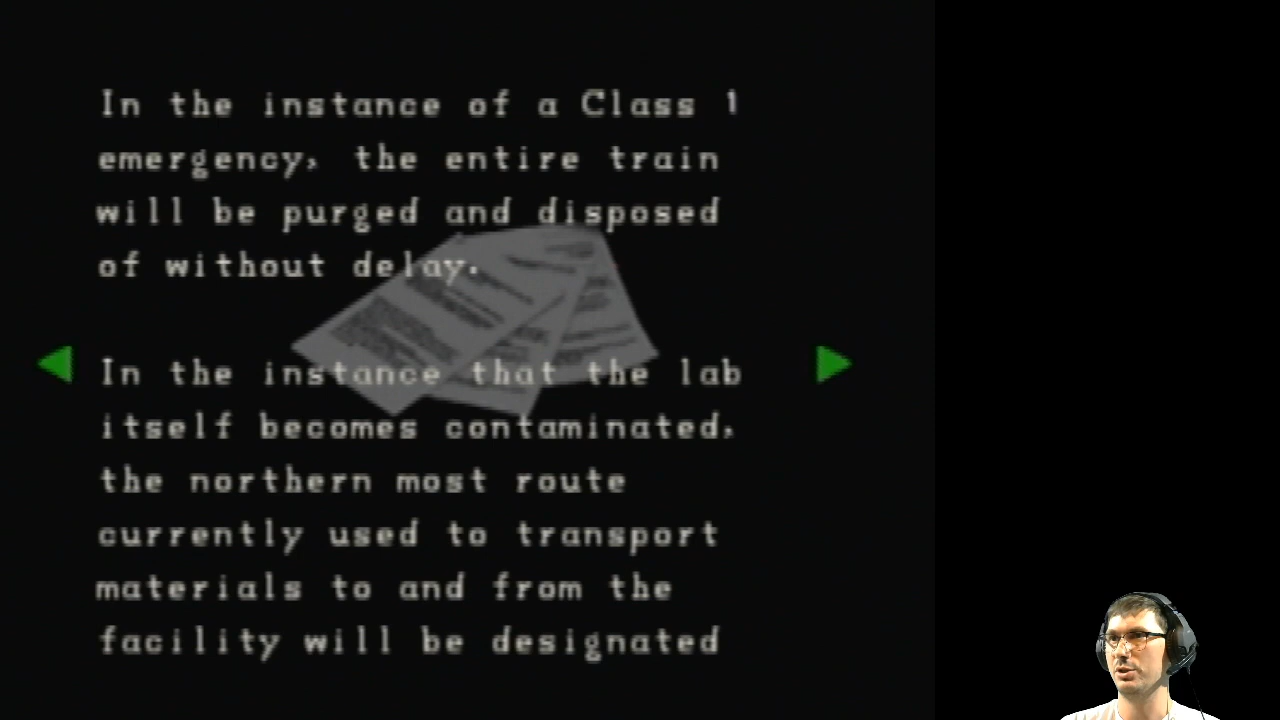 In the instance of a Class 1
emergency, the entire train
will be purged and disposed
of without delay.
In the instance that the lab
itself becomes contaminated,
the northern most route
currently used to transport
materials to and from the
facility will be designated